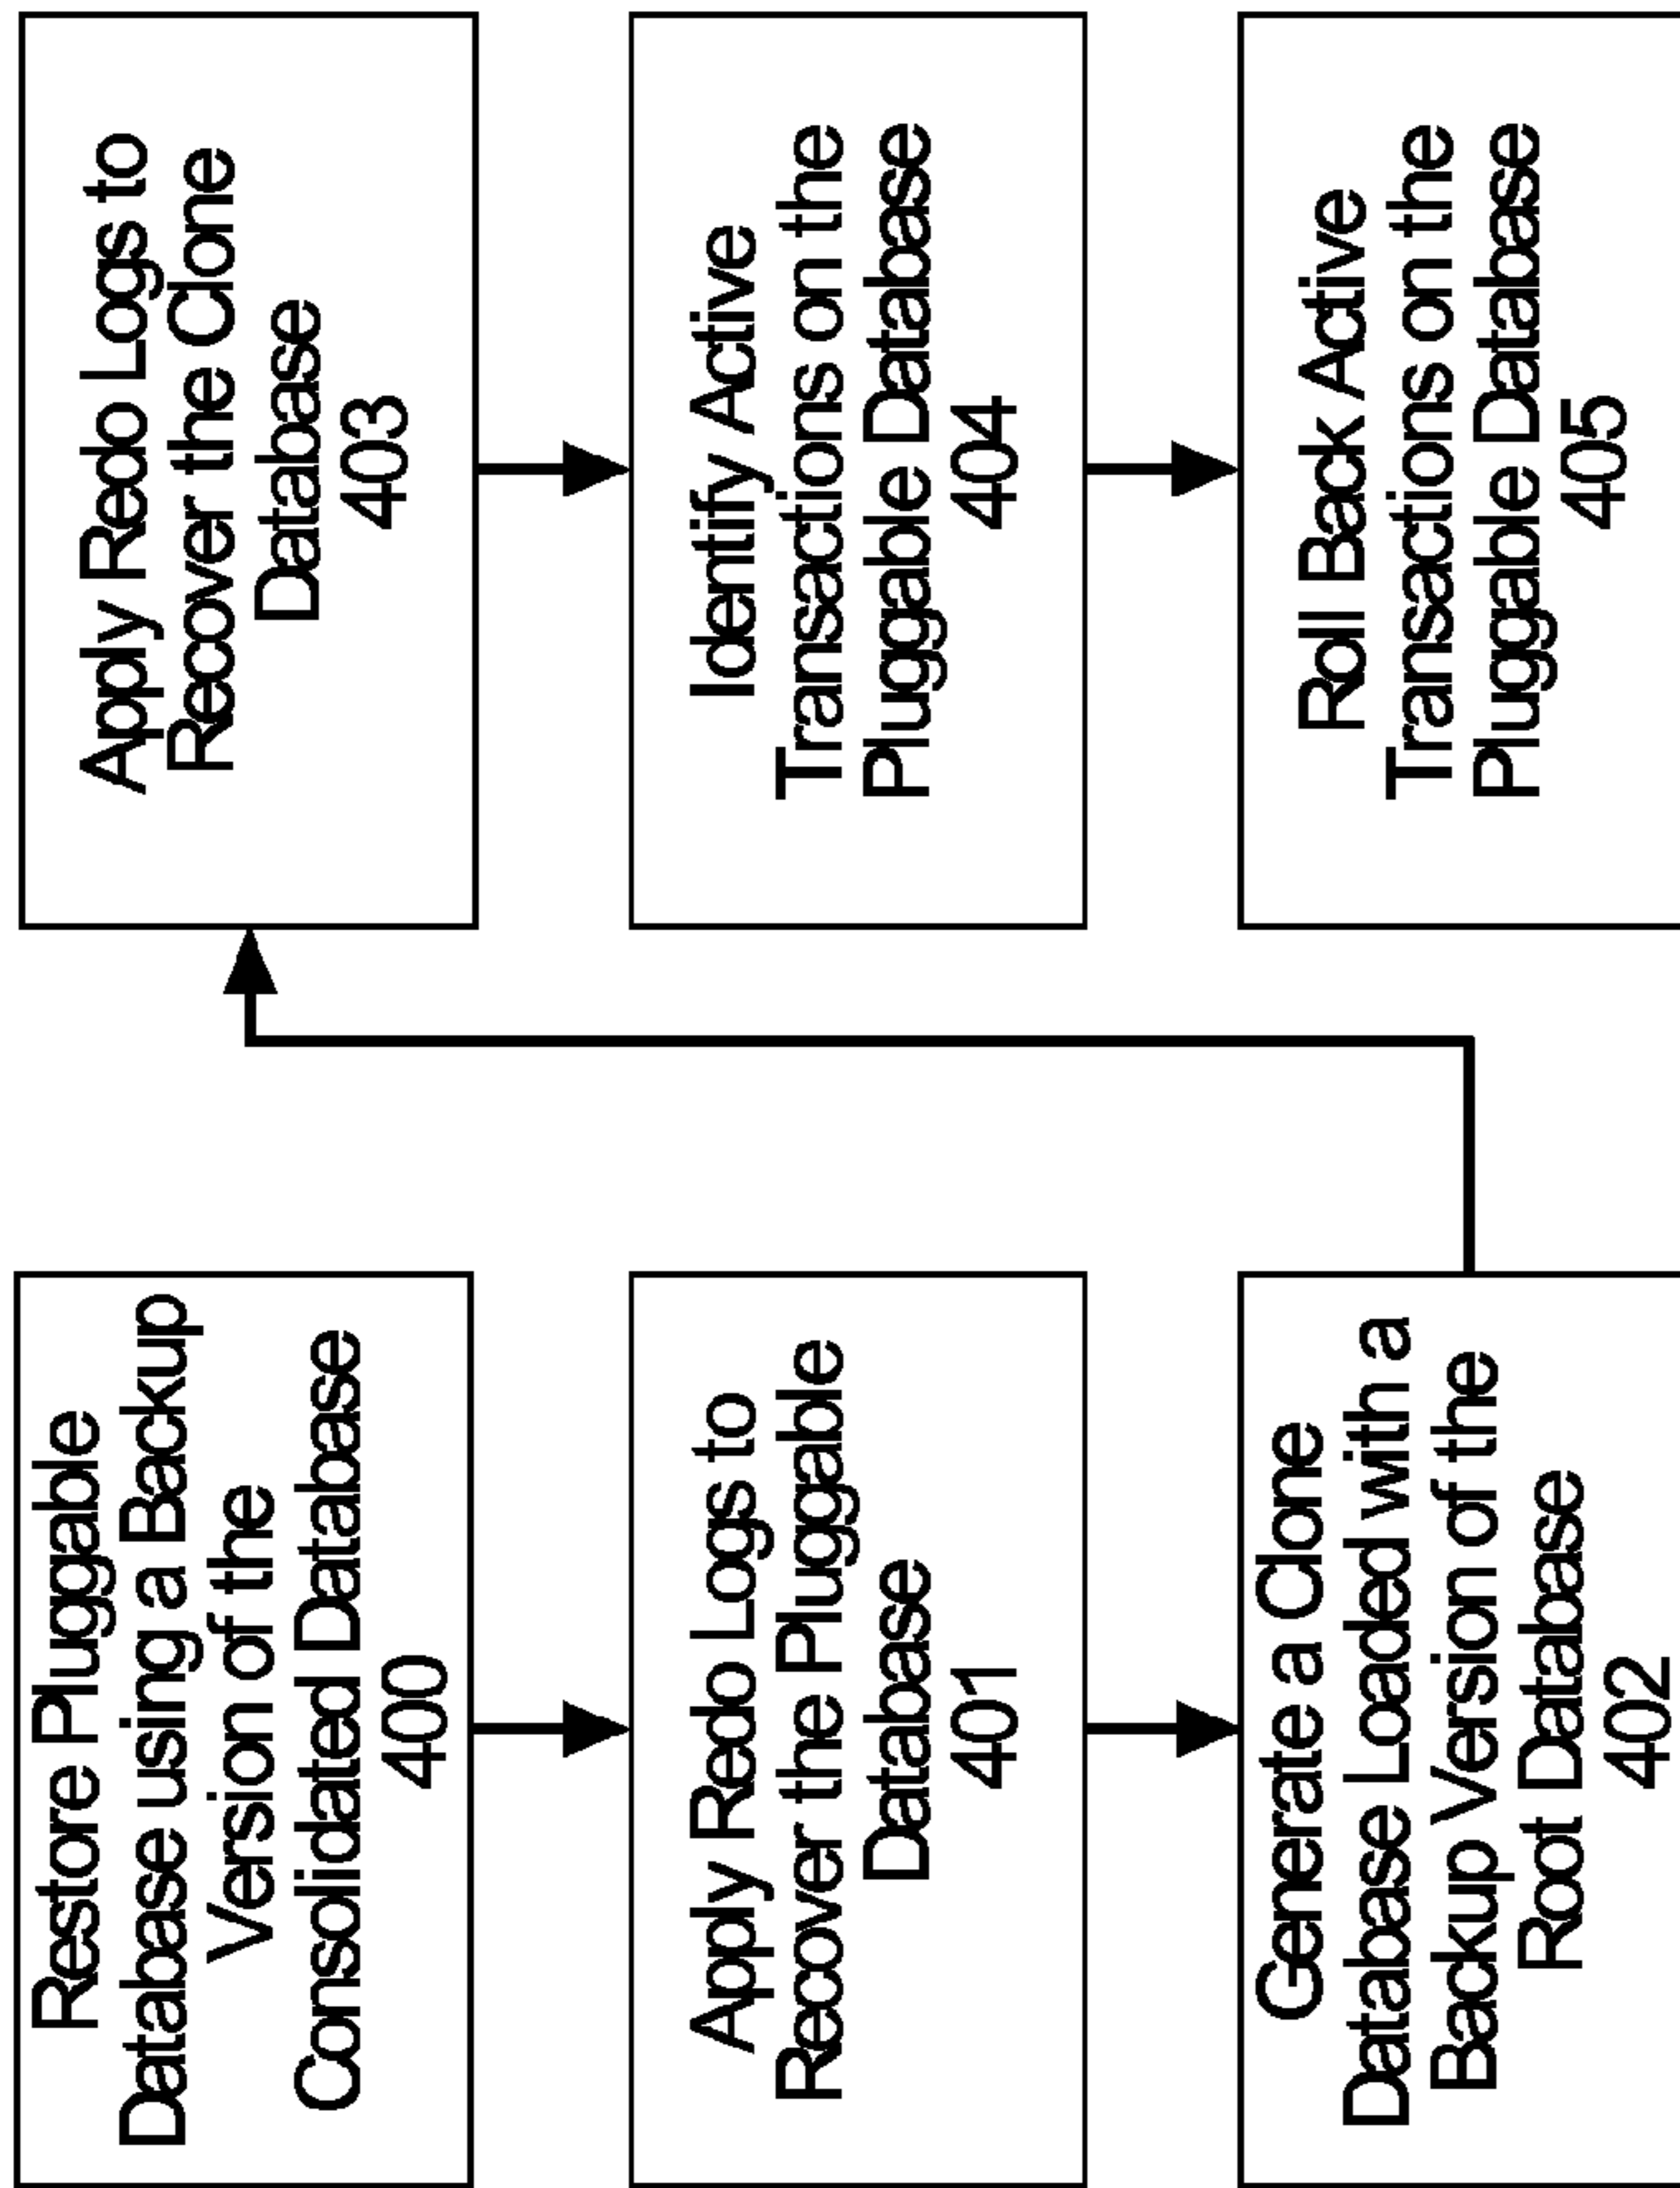 Restore Pluggable
Database using a Backup
Version of the
Consolidated Database
400
Apply Redo Logs to
Recover the Pluggable
Database
401
Generate a Clone
Database Loaded with a
Backup Version of the
Root Database
402
Apply Redo Logs to
Recover the Clone
Database
403
Identify Active
Transactions on the
Pluggable Database
404
Roll Back Active
Transactions on the
Pluggable Database
405